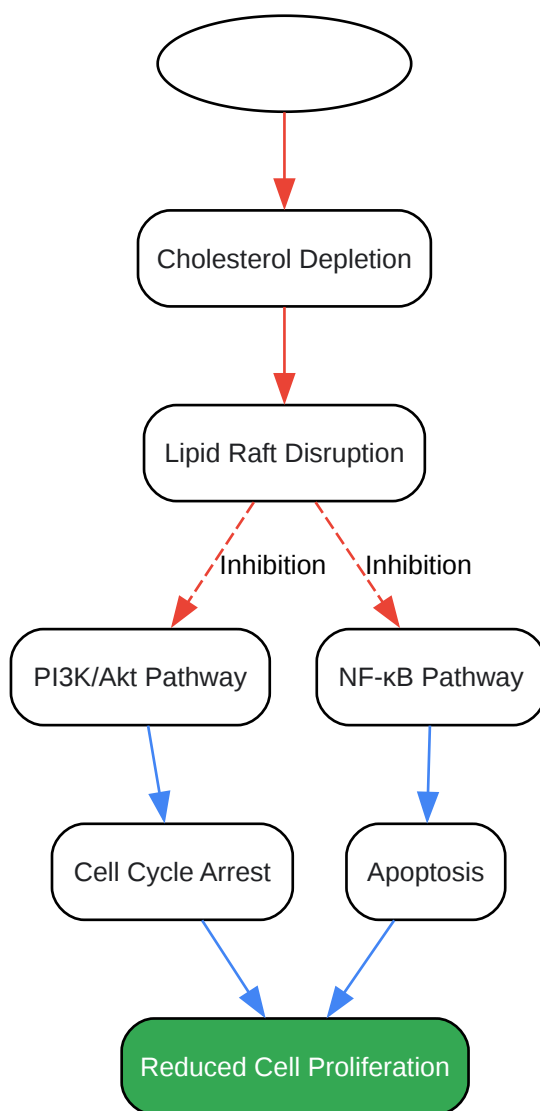 Cholesterol Depletion
Lipid Raft Disruption
Inhibition
Inhibition
PI3K/Akt Pathway
NF-κB Pathway
Cell Cycle Arrest
Apoptosis
Reduced Cell Proliferation